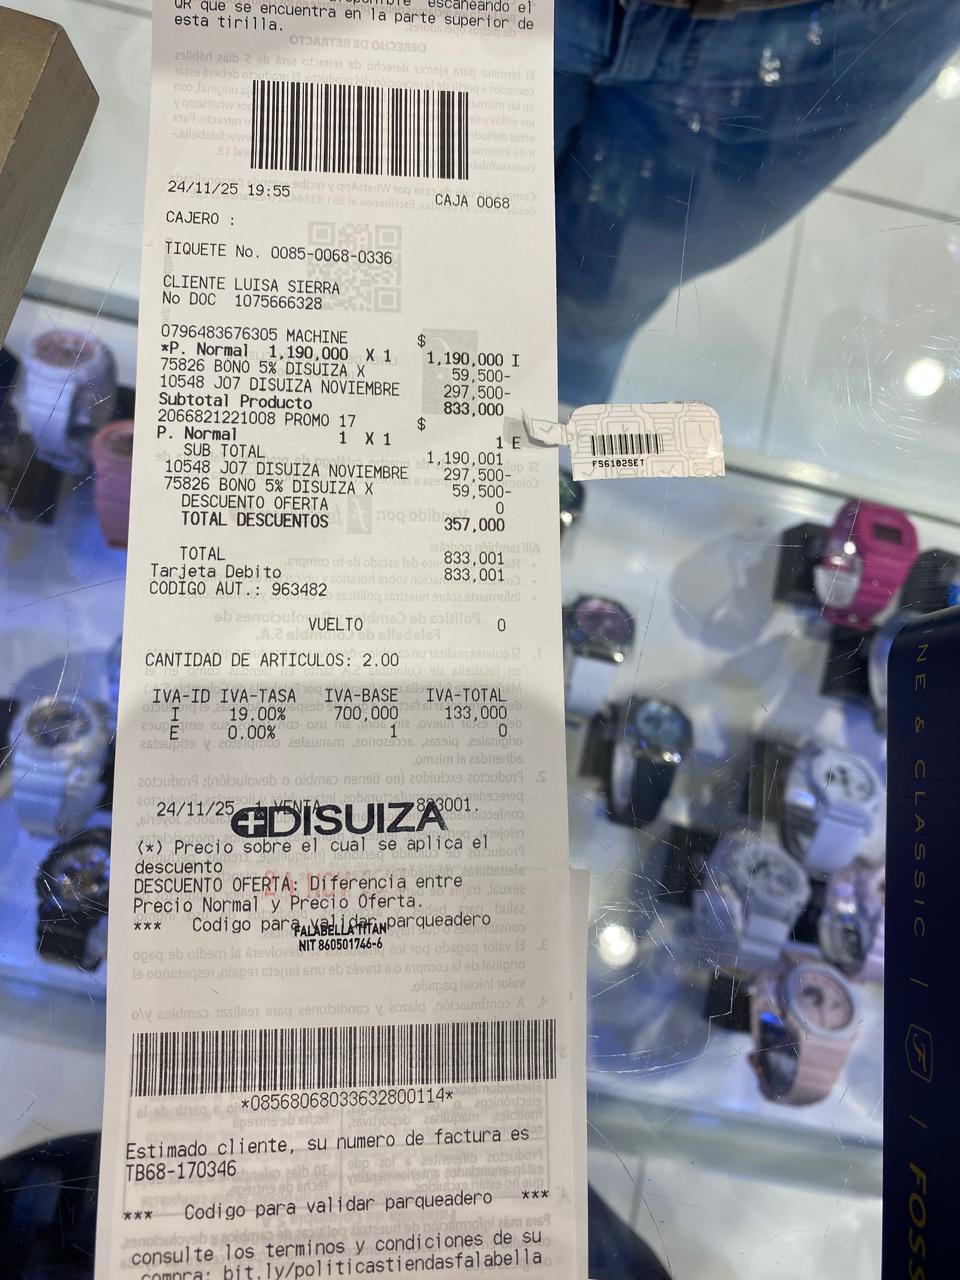 escaneando el
QR que se encuentra en la parte superior de
esta tirilla.
24/11/25 19:55
CAJA 0068
CAJERO :
TIQUETE No. 0085-0068-0336
CLIENTE LUISA SIERRA
No DOC 1075666328
0796483676305 MACHINE $
*P. Normal 1,190,000 X 1 1,190,000 I
75826 BONO 5% DISUIZA X 59,500-
10548 J07 DISUIZA NOVIEMBRE 297,500-
Subtotal Producto 833,000
2066821221008 PROMO 17 $
P. Normal 1 X 1 1 E
SUB TOTAL 1,190,001
10548 J07 DISUIZA NOVIEMBRE 297,500-
75826 BONO 5% DISUIZA X 59,500-
DESCUENTO OFERTA 0
TOTAL DESCUENTOS 357,000
TOTAL 833,001
Tarjeta Debito 833,001
CODIGO AUT.: 963482
VUELTO 0
CANTIDAD DE ARTICULOS: 2.00
IVA-ID IVA-TASA IVA-BASE IVA-TOTAL
I 19.00% 700,000 133,000
E 0.00% 1 0
24/11/25 1 VENTA 833001.
DISUIZA
(*) Precio sobre el cual se aplica el
descuento
DESCUENTO OFERTA: Diferencia entre
Precio Normal y Precio Oferta.
*** Codigo para validar parqueadero
FALABELLA TITAN
NIT 860501746-6
*08568068033632800114*
Estimado cliente, su numero de factura es
TB68-170346
*** Codigo para validar parqueadero ***
consulte los terminos y condiciones de su
compra: bit.ly/politicastiendasfalabella
FS6102SET
NE & CLASSIC | F | FOSS